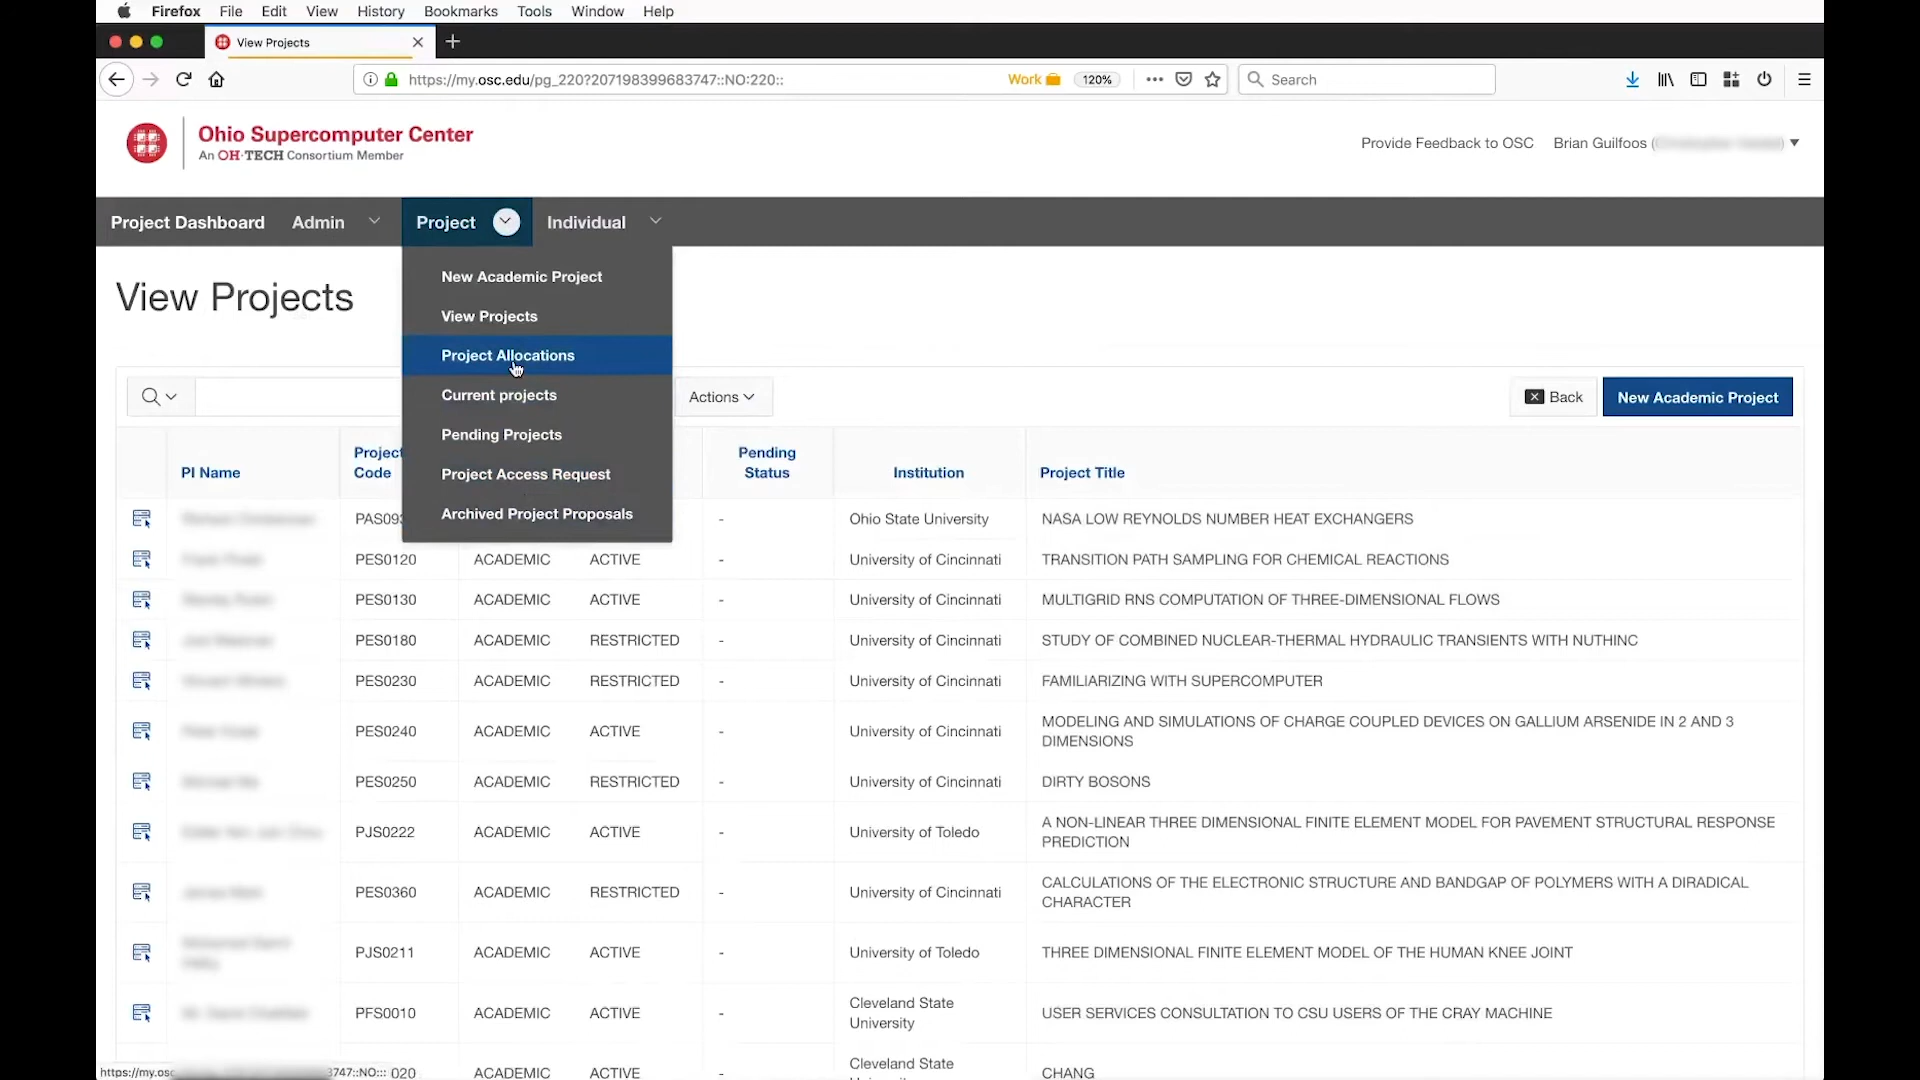 Firefox File Edit View History Bookmarks Tools Window Help
View Projects
https://my.osc.edu/pg_220?207198399683747::NO:220::
Work 120%
Search
Ohio Supercomputer Center
An OH·TECH Consortium Member
Provide Feedback to OSC Brian Guilfoos (
Project Dashboard Admin Project Individual
New Academic Project
View Projects
View Projects
Project Allocations
Current projects
Pending Projects
Project Access Request
Archived Project Proposals
Actions
Back
New Academic Project
PI Name
Project
Code
Pending
Status
Institution
Project Title
PAS09 - Ohio State University NASA LOW REYNOLDS NUMBER HEAT EXCHANGERS
PES0120 ACADEMIC ACTIVE - University of Cincinnati TRANSITION PATH SAMPLING FOR CHEMICAL REACTIONS
PES0130 ACADEMIC ACTIVE - University of Cincinnati MULTIGRID RNS COMPUTATION OF THREE-DIMENSIONAL FLOWS
PES0180 ACADEMIC RESTRICTED - University of Cincinnati STUDY OF COMBINED NUCLEAR-THERMAL HYDRAULIC TRANSIENTS WITH NUTHINC
PES0230 ACADEMIC RESTRICTED - University of Cincinnati FAMILIARIZING WITH SUPERCOMPUTER
PES0240 ACADEMIC ACTIVE - University of Cincinnati MODELING AND SIMULATIONS OF CHARGE COUPLED DEVICES ON GALLIUM ARSENIDE IN 2 AND 3
DIMENSIONS
PES0250 ACADEMIC RESTRICTED - University of Cincinnati DIRTY BOSONS
PJS0222 ACADEMIC ACTIVE - University of Toledo A NON-LINEAR THREE DIMENSIONAL FINITE ELEMENT MODEL FOR PAVEMENT STRUCTURAL RESPONSE
PREDICTION
PES0360 ACADEMIC RESTRICTED - University of Cincinnati CALCULATIONS OF THE ELECTRONIC STRUCTURE AND BANDGAP OF POLYMERS WITH A DIRADICAL
CHARACTER
PJS0211 ACADEMIC ACTIVE - University of Toledo THREE DIMENSIONAL FINITE ELEMENT MODEL OF THE HUMAN KNEE JOINT
PFS0010 ACADEMIC ACTIVE - Cleveland State
University
USER SERVICES CONSULTATION TO CSU USERS OF THE CRAY MACHINE
020 ACADEMIC ACTIVE - Cleveland State
CHANG
https://my.osc 3747::NO:::